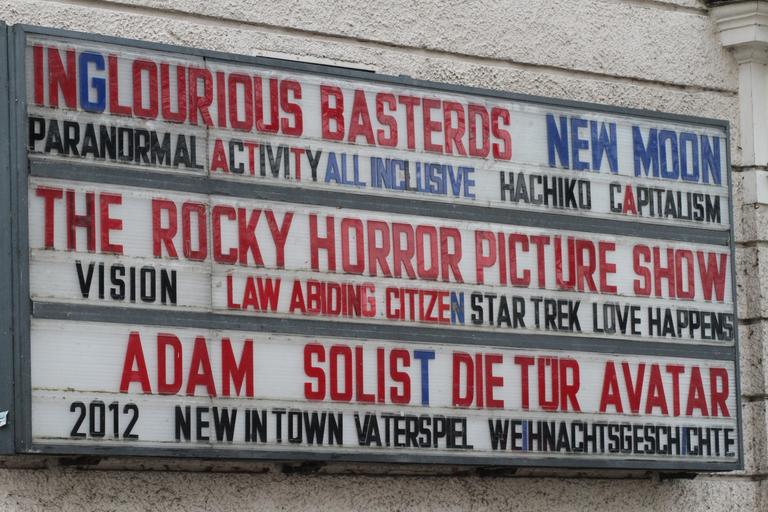 INGLOURIOUS BASTERDS NEW MOON
PARANORMAL ACTIVITY ALL INCLUSIVE HACHIKO CAPITALISM
THE ROCKY HORROR PICTURE SHOW
VISION LAW ABIDING CITIZEN STAR TREK LOVE HAPPENS
ADAM SOLIST DIE TÜR AVATAR
2012 NEW IN TOWN VATERSPIEL WEIHNACHTSGESCHICHTE